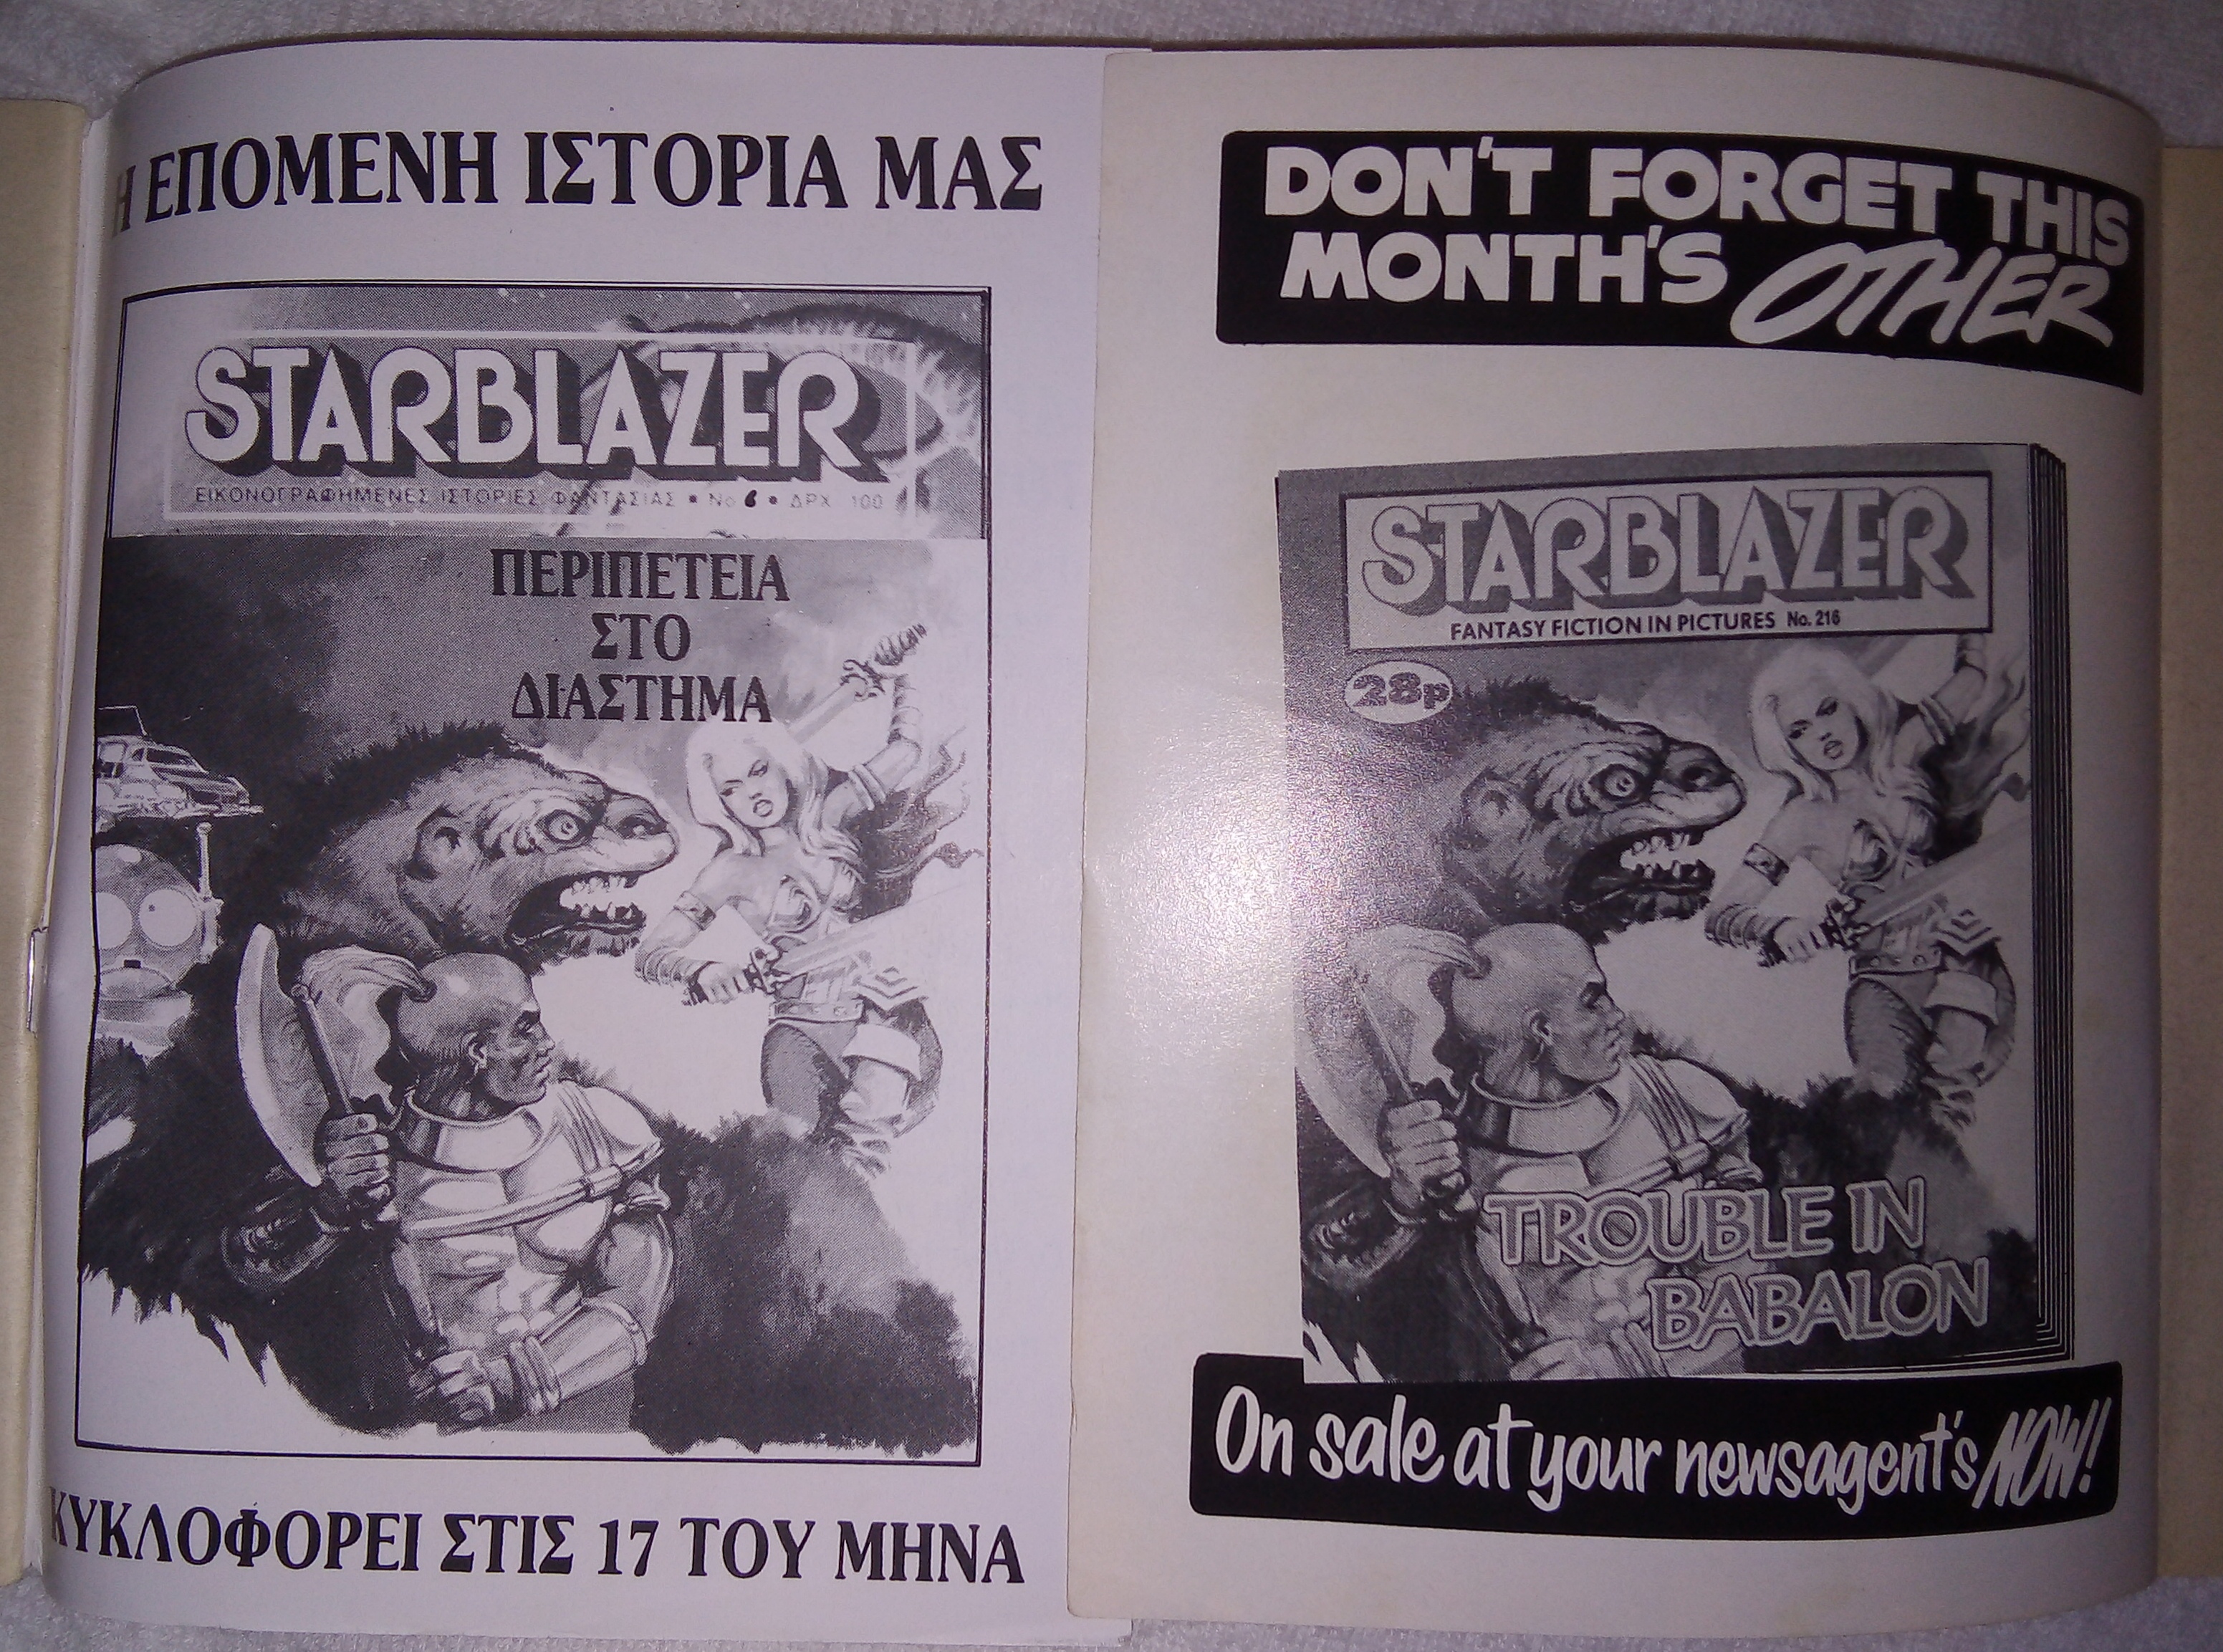 Η ΕΠΟΜΕΝΗ ΙΣΤΟΡΙΑ ΜΑΣ
STARBLAZER
ΕΙΚΟΝΟΓΡΑΦΗΜΕΝΕΣ ΙΣΤΟΡΙΕΣ ΦΑΝΤΑΣΙΑΣ • Νο 6 • ΔΡΧ 100
ΠΕΡΙΠΕΤΕΙΑ
ΣΤΟ
ΔΙΑΣΤΗΜΑ
ΚΥΚΛΟΦΟΡΕΙ ΣΤΙΣ 17 ΤΟΥ ΜΗΝΑ
DON'T FORGET THIS
MONTH'S OTHER
STARBLAZER
FANTASY FICTION IN PICTURES No. 216
28p
TROUBLE IN
BABALON
On sale at your newsagent's NOW!